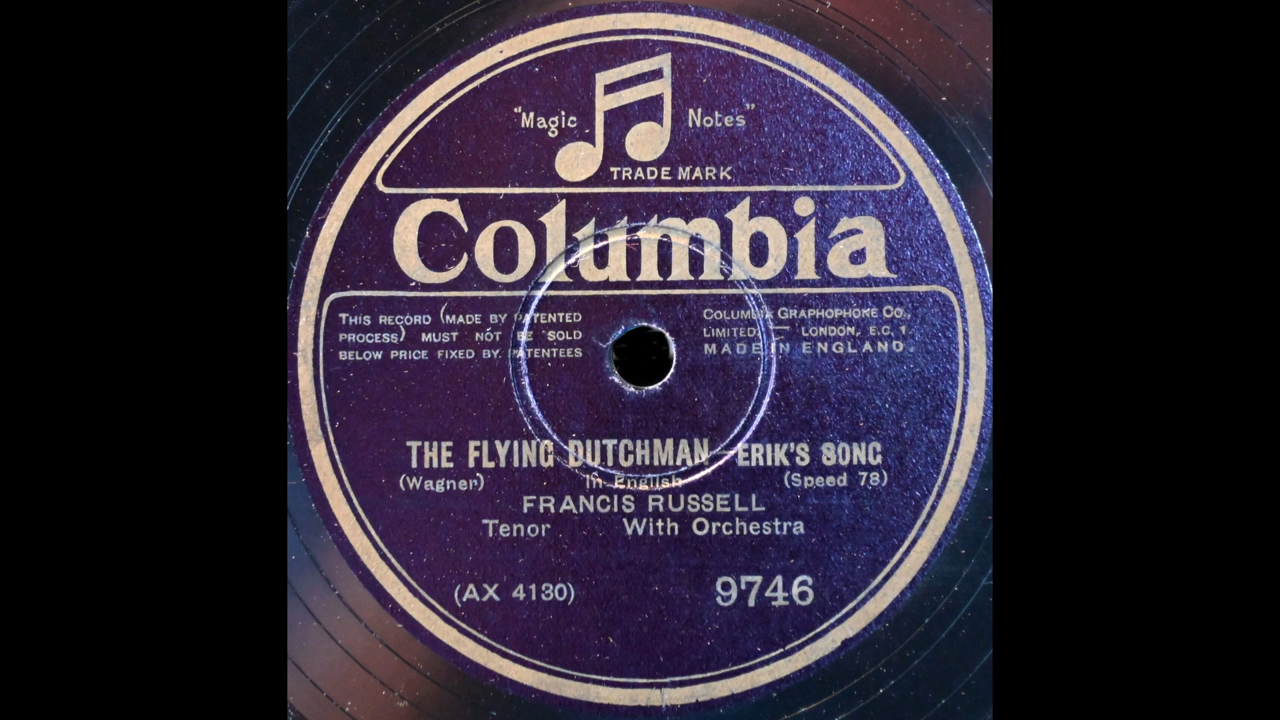 "Magic Notes"
TRADE MARK
Columbia
THIS RECORD (MADE BY PATENTED
PROCESS) MUST NOT BE SOLD
BELOW PRICE FIXED BY PATENTEES
COLUMBIA GRAPHOPHONE CO.,
LIMITED. — LONDON, E.C. 1
MADE IN ENGLAND.
THE FLYING DUTCHMAN — ERIK'S SONG
(Wagner) In English (Speed 78)
FRANCIS RUSSELL
Tenor With Orchestra
(AX 4130) 9746